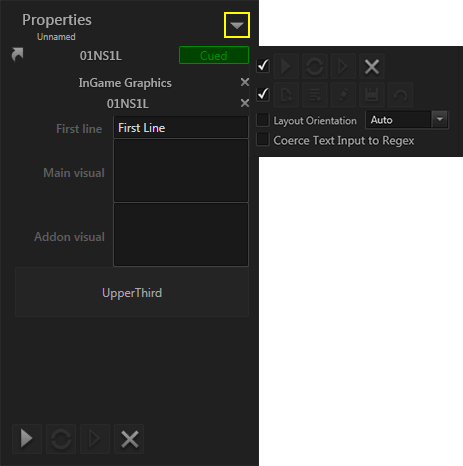 Properties
Unnamed
01NS1L
Cued
InGame Graphics
01NS1L
First line
First Line
Main visual
Addon visual
UpperThird
Layout Orientation
Auto
Coerce Text Input to Regex